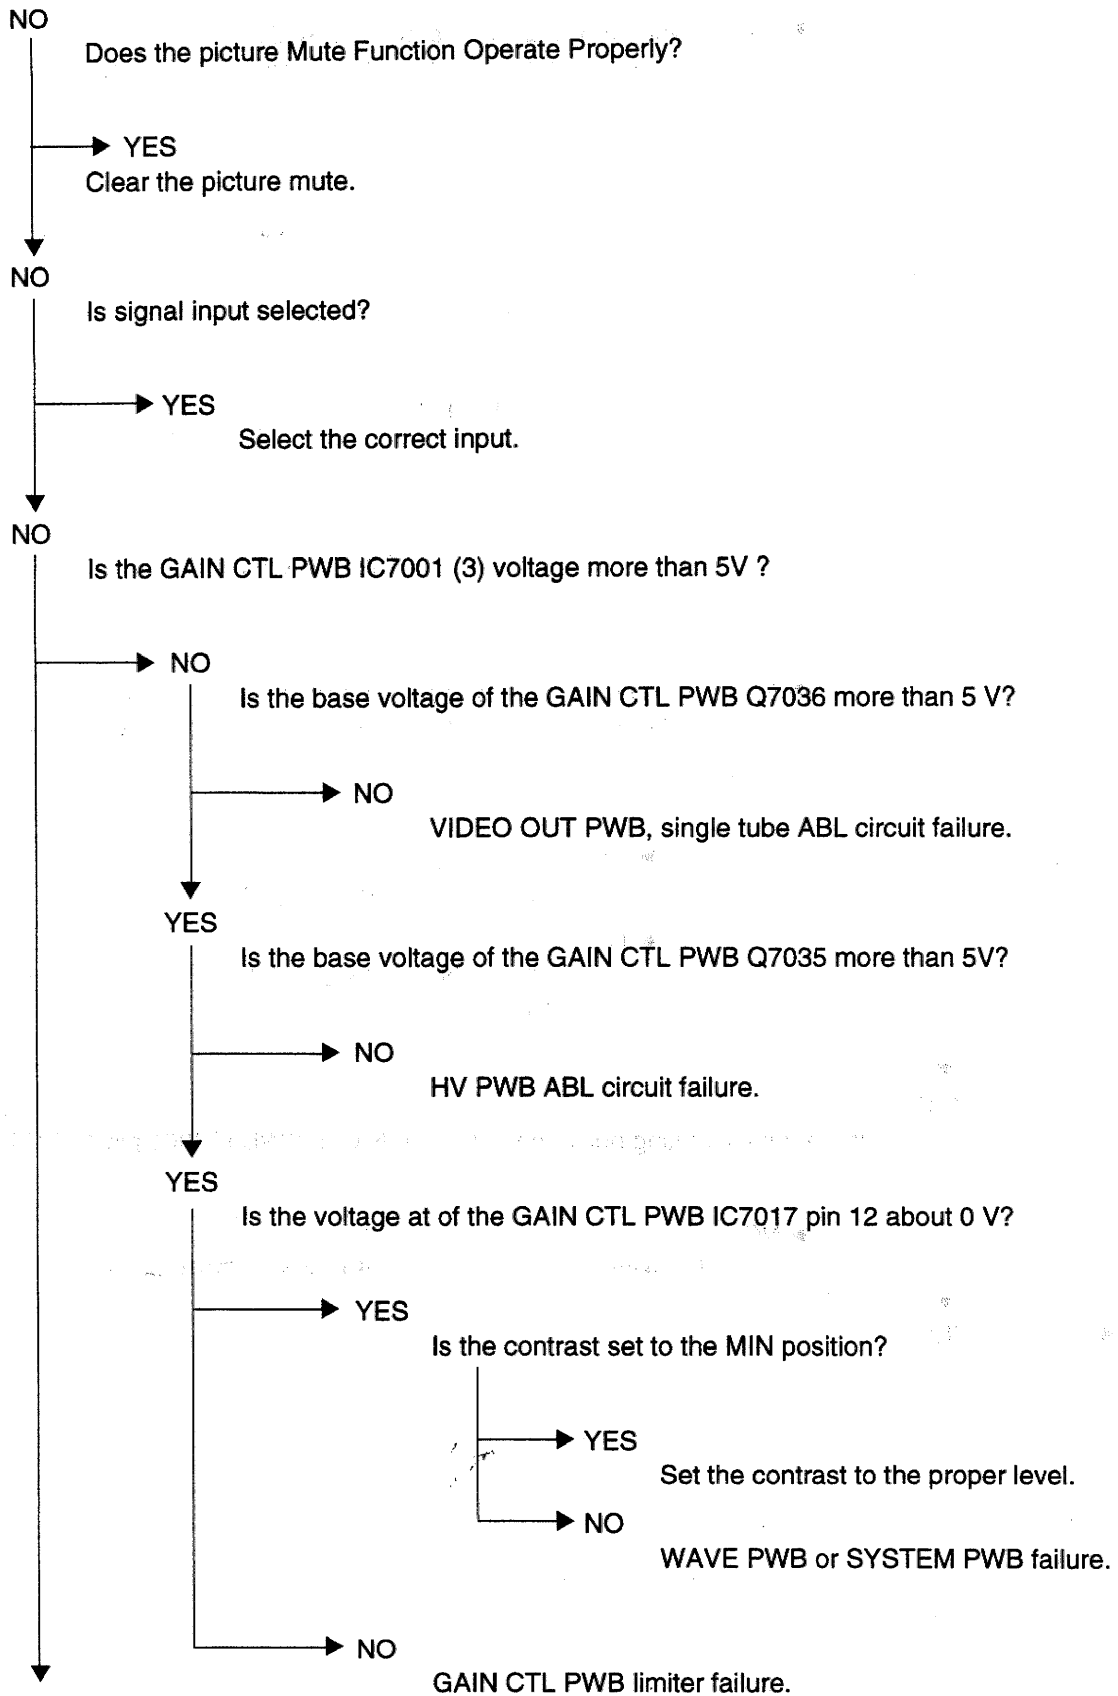 NO
Does the picture Mute Function Operate Properly?
YES
Clear the picture mute.
NO
Is signal input selected?
YES
Select the correct input.
NO
Is the GAIN CTL PWB IC7001 (3) voltage more than 5V ?
NO
Is the base voltage of the GAIN CTL PWB Q7036 more than 5 V?
NO
VIDEO OUT PWB, single tube ABL circuit failure.
YES
Is the base voltage of the GAIN CTL PWB Q7035 more than 5V?
NO
HV PWB ABL circuit failure.
YES
Is the voltage at of the GAIN CTL PWB IC7017 pin 12 about 0 V?
YES
Is the contrast set to the MIN position?
YES
Set the contrast to the proper level.
NO
WAVE PWB or SYSTEM PWB failure.
NO
GAIN CTL PWB limiter failure.